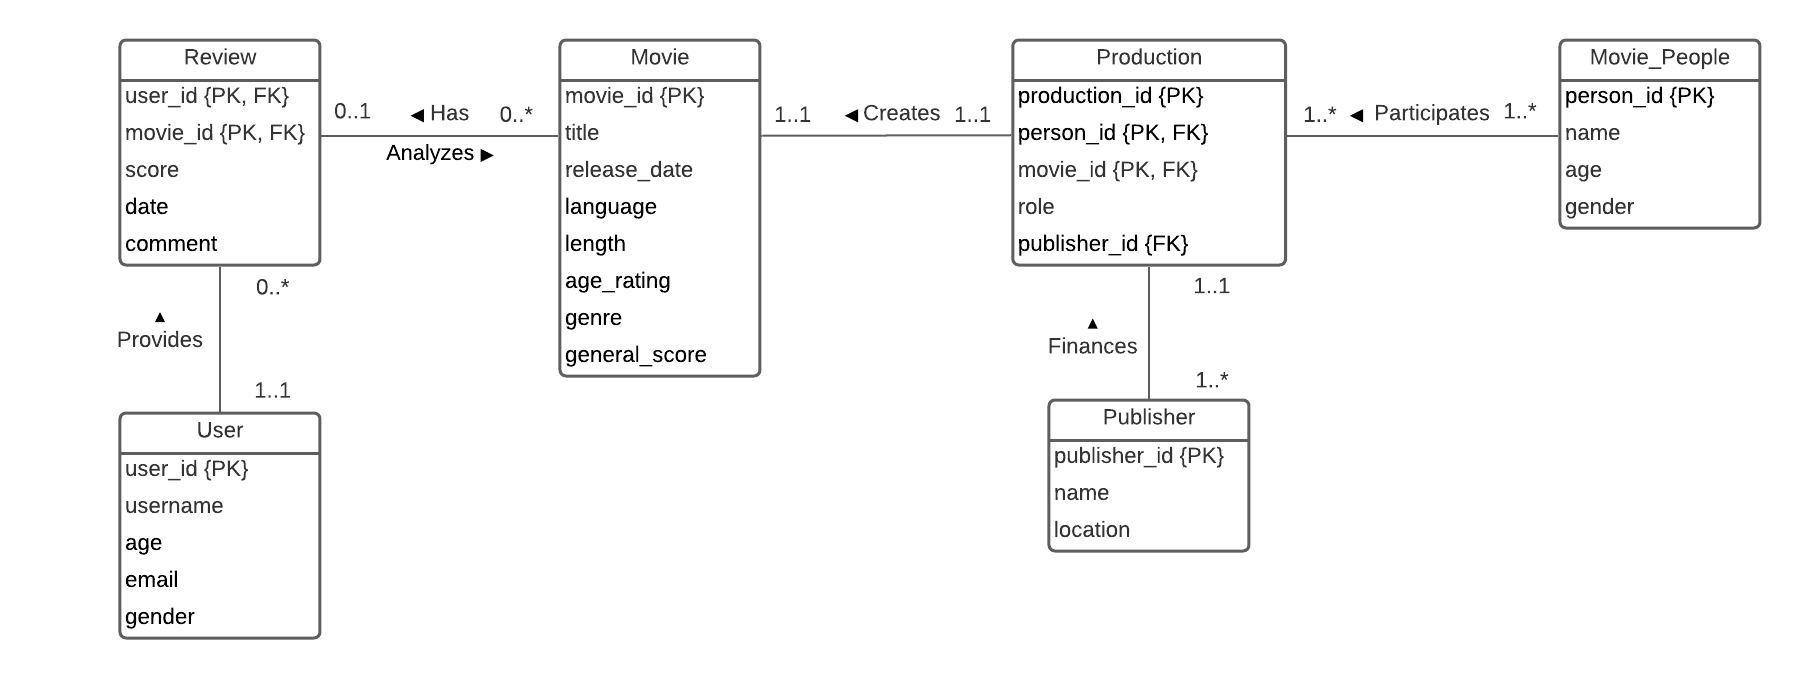 Review
user_id {PK, FK}
movie_id {PK, FK}
score
date
comment
0..1
◄ Has
0..*
Analyzes ►
Movie
movie_id {PK}
title
release_date
language
length
age_rating
genre
general_score
1..1
◄ Creates
1..1
Production
production_id {PK}
person_id {PK, FK}
movie_id {PK, FK}
role
publisher_id {FK}
1..*
◄ Participates
1..*
Movie_People
person_id {PK}
name
age
gender
0..*
▲
Provides
1..1
User
user_id {PK}
username
age
email
gender
1..1
▲
Finances
1..*
Publisher
publisher_id {PK}
name
location